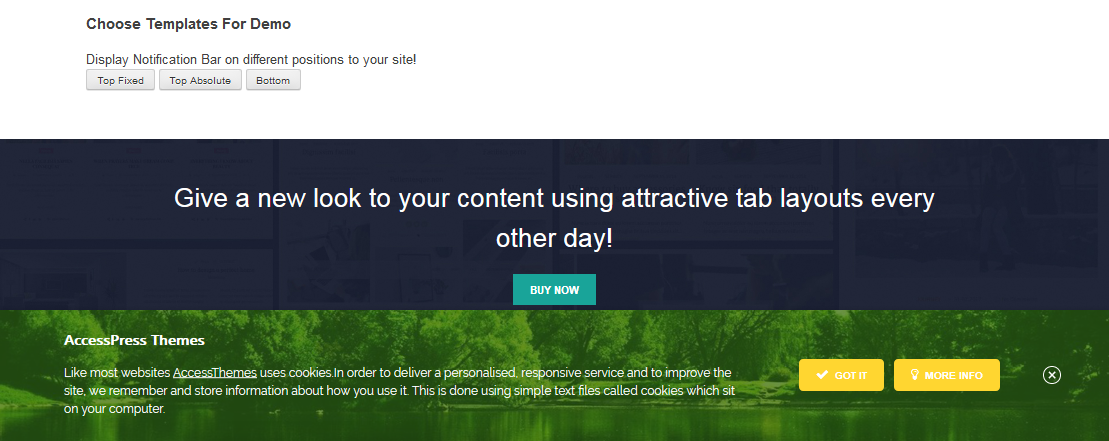 Choose Templates For Demo
Display Notification Bar on different positions to your site!
Top Fixed Top Absolute Bottom
Give a new look to your content using attractive tab layouts every
other day!
BUY NOW
AccessPress Themes
Like most websites AccessThemes uses cookies.In order to deliver a personalised, responsive service and to improve the
site, we remember and store information about how you use it. This is done using simple text files called cookies which sit
on your computer.
GOT IT MORE INFO